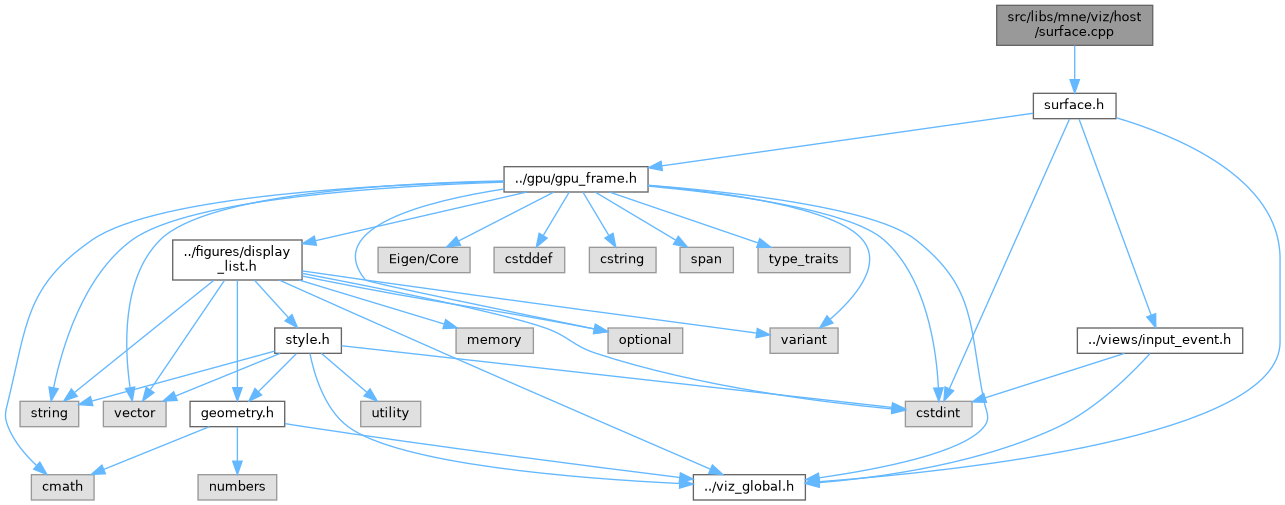 src/libs/mne/viz/host
/surface.cpp
surface.h
../gpu/gpu_frame.h
../figures/display
_list.h
Eigen/Core
cstddef
cstring
span
type_traits
style.h
memory
optional
variant
../views/input_event.h
string
vector
geometry.h
utility
cstdint
cmath
numbers
../viz_global.h